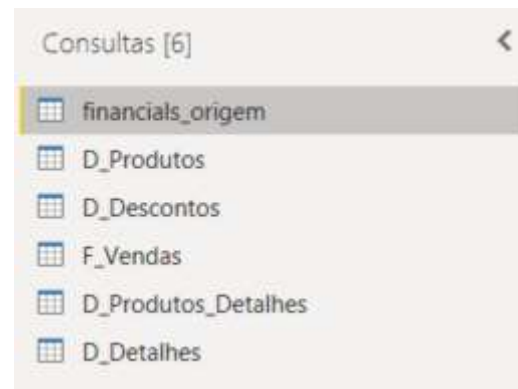 Consultas [6]
financials_origem
D_Produtos
D_Descontos
F_Vendas
D_Produtos_Detalhes
D_Detalhes